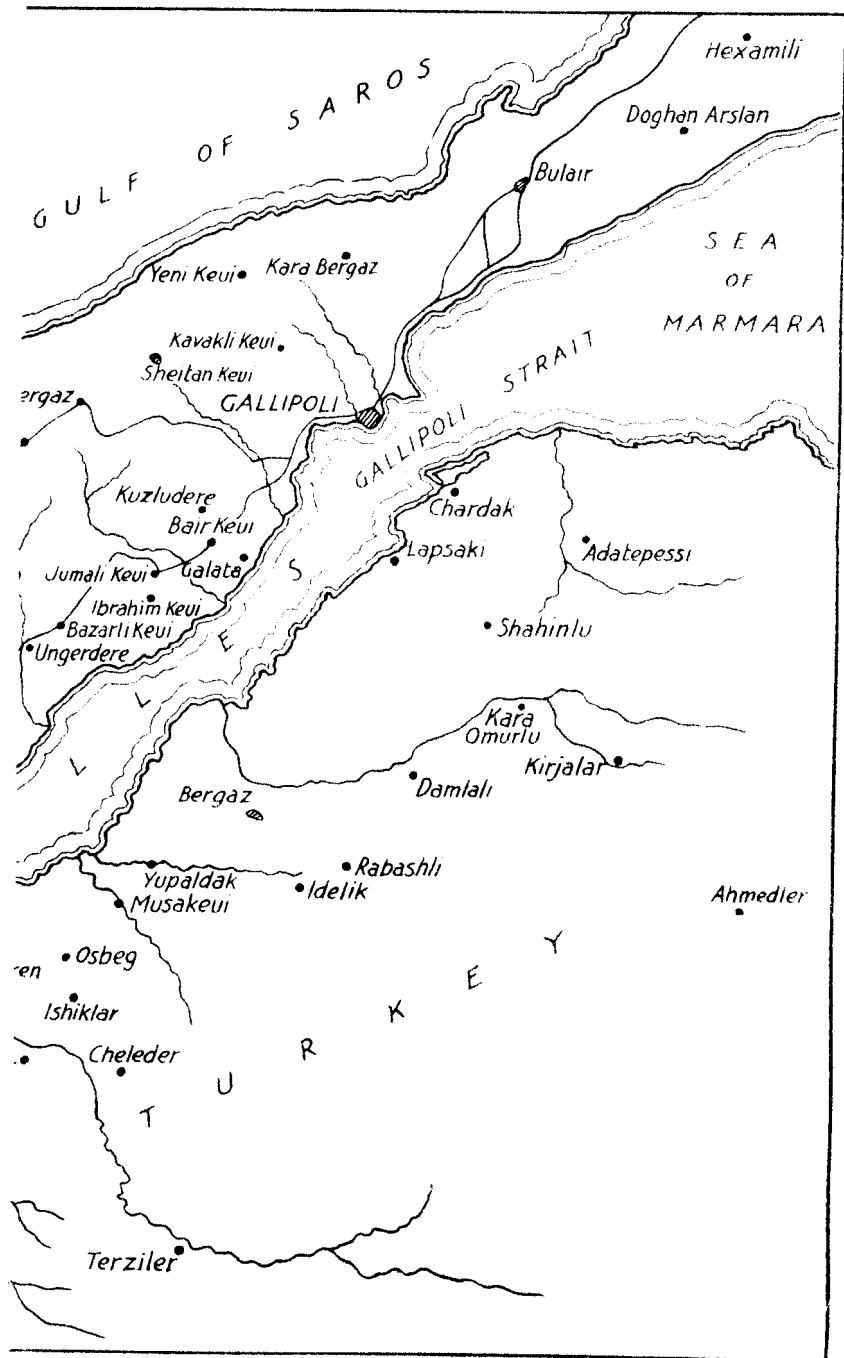 Hexamili
GULF OF SAROS
Doghan Arslan
Bulair
SEA
OF
MARMARA
Yeni Keui
Kara Bergaz
Kavakli Keui
Sheitan Keui
ergaz
GALLIPOLI
GALLIPOLI STRAIT
Kuzludere
Chardak
Bair Keui
Galata
Lapsaki
Adatepessi
Jumali Keui
Ibrahim Keui
Bazarli Keui
Ungerdere
Shahinlu
L L E S
Kara
Omurlu
Kirjalar
Damlali
Bergaz
Yupaldak
Rabashli
Idelik
Musakeui
Ahmedler
Osbeg
ren
Ishiklar
TURKEY
Cheleder
Terziler